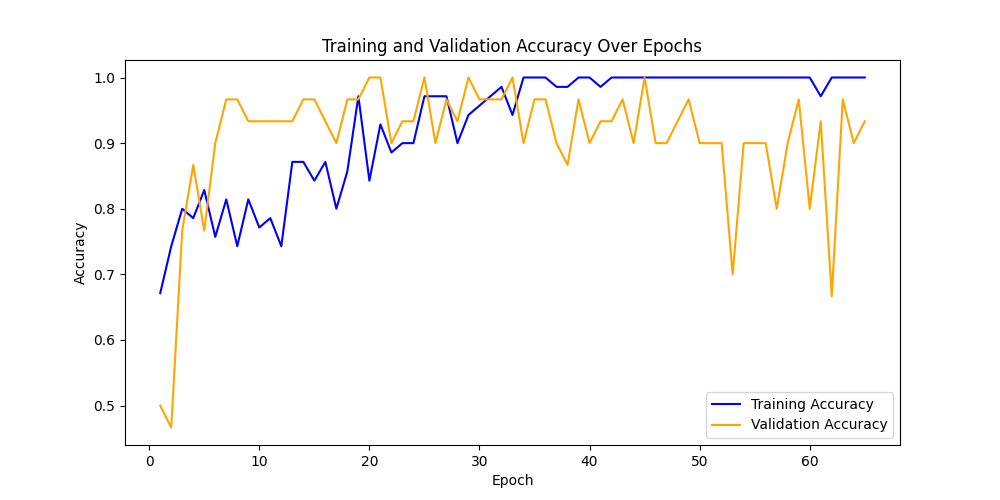 Training and Validation Accuracy Over Epochs
1.0
0.9
0.8
0.7
0.6
0.5
Accuracy
0 10 20 30 40 50 60
Epoch
Training Accuracy
Validation Accuracy